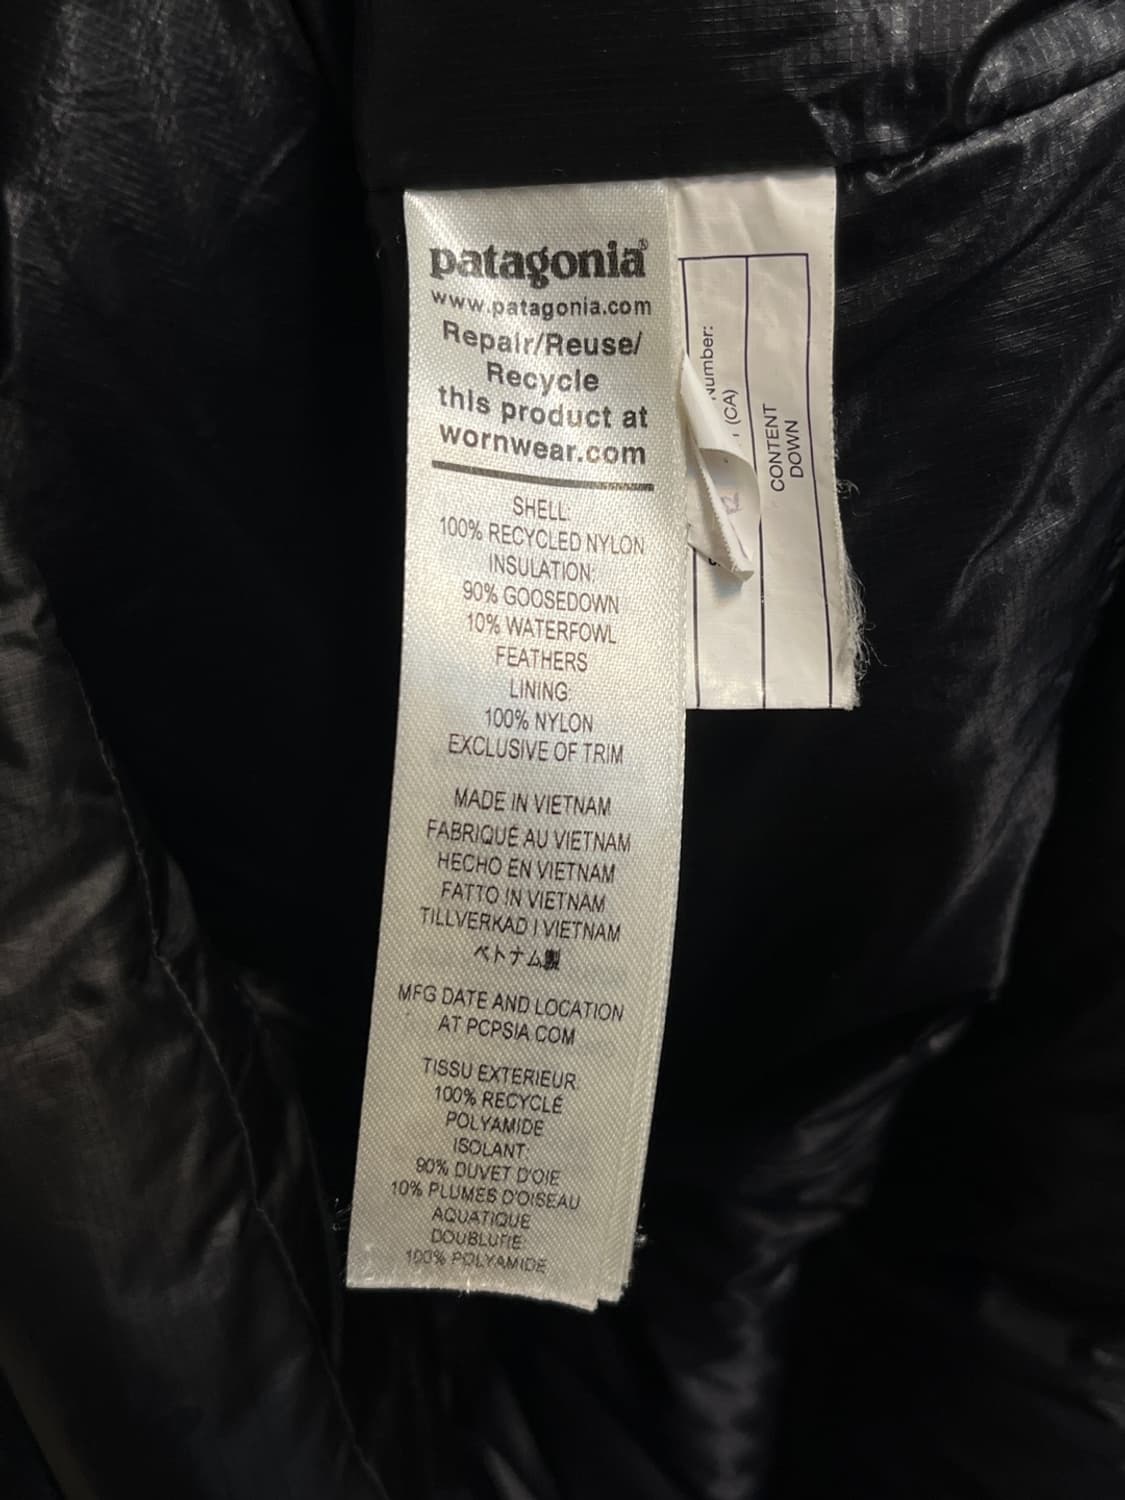 patagonia®
www.patagonia.com
Repair/Reuse/
Recycle
this product at
wornwear.com
SHELL:
100% RECYCLED NYLON
INSULATION:
90% GOOSEDOWN
10% WATERFOWL
FEATHERS
LINING:
100% NYLON
EXCLUSIVE OF TRIM
MADE IN VIETNAM
FABRIQUÉ AU VIETNAM
HECHO EN VIETNAM
FATTO IN VIETNAM
TILLVERKAD I VIETNAM
ベトナム製
MFG DATE AND LOCATION
AT PCPSIA.COM
TISSU EXTERIEUR:
100% RECYCLÉ
POLYAMIDE
ISOLANT:
90% DUVET D'OIE
10% PLUMES D'OISEAU
AQUATIQUE
DOUBLURE:
100% POLYAMIDE
(CA)
CONTENT
DOWN